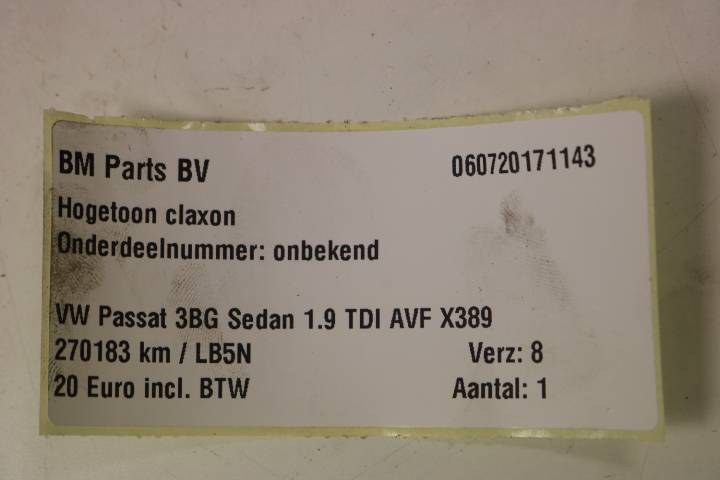 BM Parts BV 060720171143
Hogetoon claxon
Onderdeelnummer: onbekend
VW Passat 3BG Sedan 1.9 TDI AVF X389
270183 km / LB5N Verz: 8
20 Euro incl. BTW Aantal: 1